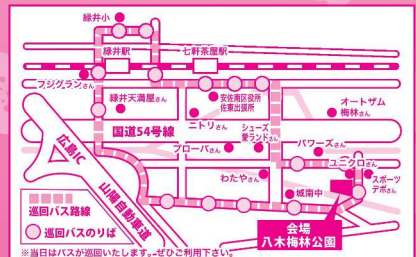 緑井小
緑井駅
七軒茶屋駅
フジグランさん
緑井天満屋さん
安佐南区役所
佐東出張所
オートザム
梅林さん
ニトリさん
国道54号線
シューズ
愛ランドさん
フローバさん
パワーズさん
広島IC
山陽自動車道
わたやさん
ユニクロさん
スポーツ
デポさん
城南中
巡回バス路線
巡回バスのりば
会場
八木梅林公園
※当日はバスが巡回いたします。ぜひご利用下さい。